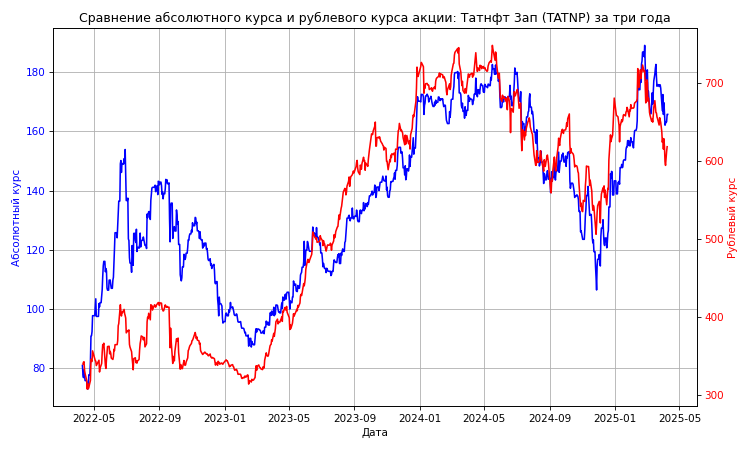 Сравнение абсолютного курса и рублевого курса акции: Татнфт 3ап (TATNP) за три года
Абсолютный курс
180
160
140
120
100
80
700
600
500
400
300
Рублевый курс
2022-05 2022-09 2023-01 2023-05 2023-09 2024-01 2024-05 2024-09 2025-01 2025-05
Дата